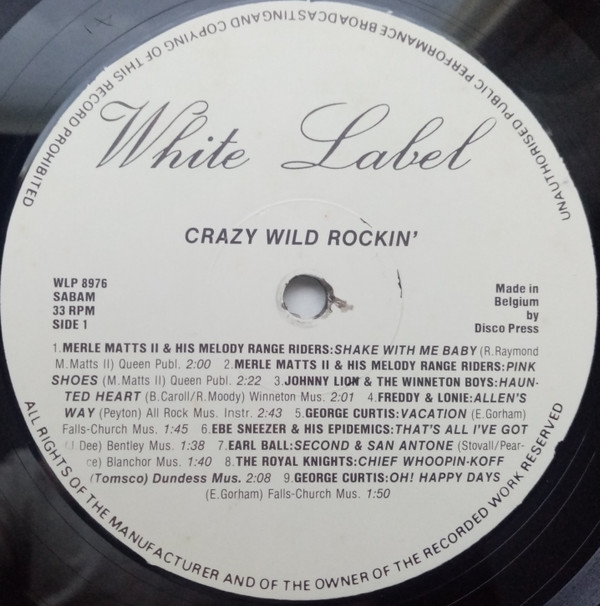 UNAUTHORISED PUBLIC PERFORMANCE BROADCASTING AND COPYING OF THIS RECORD PROHIBITED
White Label
CRAZY WILD ROCKIN'
WLP 8976
SABAM
33 RPM
SIDE 1
Made in
Belgium
by
Disco Press
1.MERLE MATTS II & HIS MELODY RANGE RIDERS:SHAKE WITH ME BABY (R.Raymond
M.Matts II) Queen Publ. 2:00 2.MERLE MATTS II & HIS MELODY RANGE RIDERS:PINK
SHOES (M.Matts II) Queen Publ. 2:22 3.JOHNNY LION & THE WINNETON BOYS:HAUN-
TED HEART (B.Caroll/R.Moody) Winneton Mus. 2:01 4.FREDDY & LONIE:ALLEN'S
WAY (Peyton) All Rock Mus. Instr. 2:43 5.GEORGE CURTIS:VACATION (E.Gorham)
Falls-Church Mus. 1:45 6.EBE SNEEZER & HIS EPIDEMICS:THAT'S ALL I'VE GOT
Dee) Bentley Mus. 1:38 7.EARL BALL:SECOND & SAN ANTONE (Stovall/Pear-
ce) Blanchor Mus. 1:40 8.THE ROYAL KNIGHTS:CHIEF WHOOPIN-KOFF
(Tomsco) Dundess Mus. 2:08 9.GEORGE CURTIS:OH! HAPPY DAYS
(E.Gorham) Falls-Church Mus. 1:50
ALL RIGHTS OF THE MANUFACTURER AND OF THE OWNER OF THE RECORDED WORK RESERVED